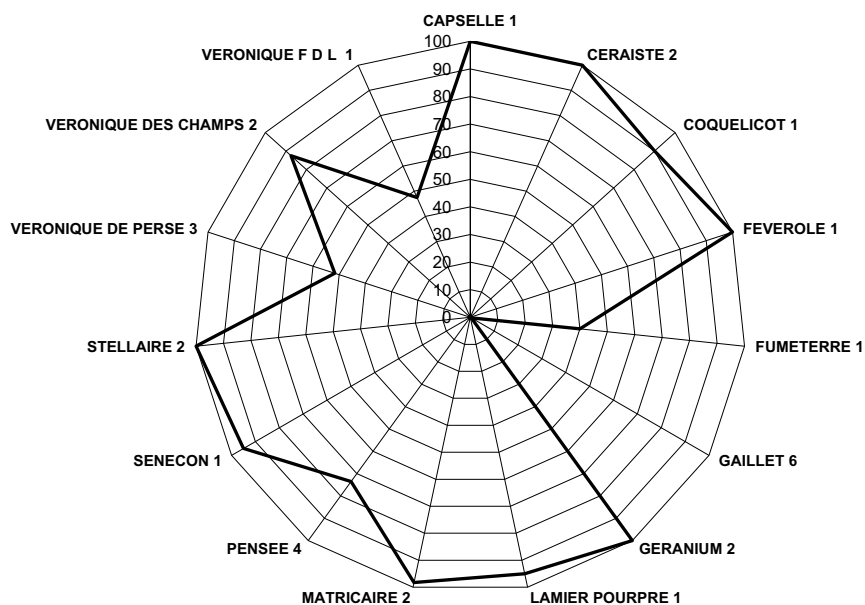 CAPSELLE 1
CERAISTE 2
COQUELICOT 1
FEVEROLE 1
FUMETERRE 1
GAILLET 6
GERANIUM 2
LAMIER POURPRE 1
MATRICAIRE 2
PENSEE 4
SENECON 1
STELLAIRE 2
VERONIQUE DE PERSE 3
VERONIQUE DES CHAMPS 2
VERONIQUE F D L  1
100
90
80
70
60
50
40
30
20
10
0